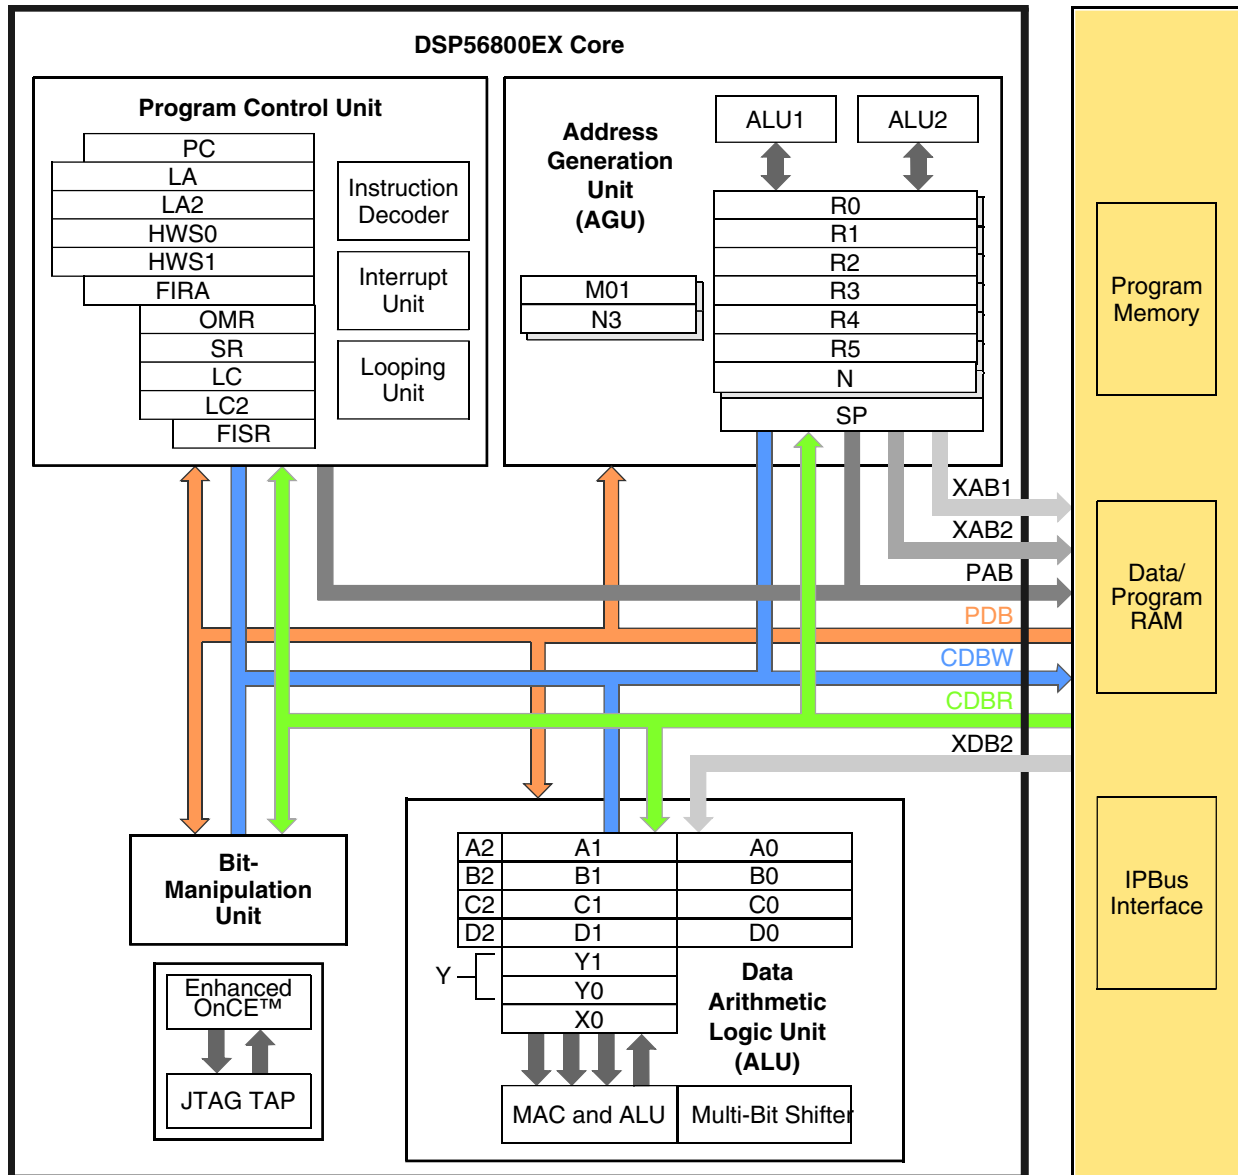 DSP56800EX Core
Program Control Unit
PC
LA
LA2
HWS0
HWS1
FIRA
OMR
SR
LC
LC2
FISR
Instruction
Decoder
Interrupt
Unit
Looping
Unit
Address
Generation
Unit
(AGU)
ALU1
ALU2
R0
R1
R2
R3
R4
R5
N
SP
M01
N3
XAB1
XAB2
PAB
PDB
CDBW
CDBR
XDB2
Program
Memory
Data/
Program
RAM
IPBus
Interface
Bit-
Manipulation
Unit
Enhanced
OnCE™
JTAG TAP
A2 A1 A0
B2 B1 B0
C2 C1 C0
D2 D1 D0
Y
Y1
Y0
X0
Data
Arithmetic
Logic Unit
(ALU)
MAC and ALU
Multi-Bit Shifter